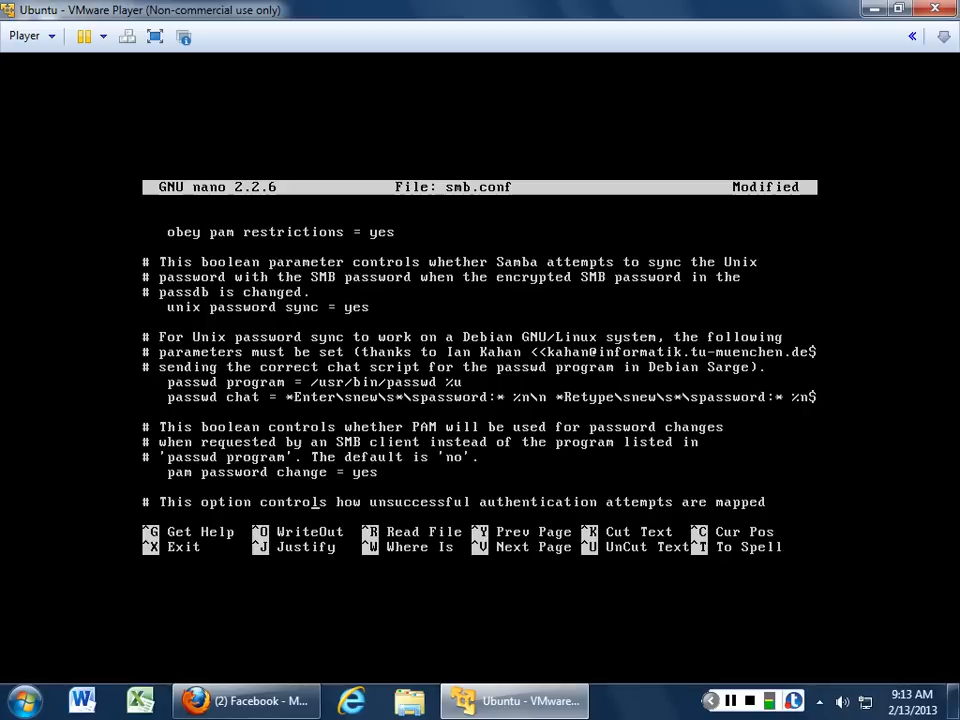 Ubuntu - VMware Player (Non-commercial use only)
Player
GNU nano 2.2.6 File: smb.conf Modified
obey pam restrictions = yes
# This boolean parameter controls whether Samba attempts to sync the Unix
# password with the SMB password when the encrypted SMB password in the
# passdb is changed.
unix password sync = yes
# For Unix password sync to work on a Debian GNU/Linux system, the following
# parameters must be set (thanks to Ian Kahan <<kahan@informatik.tu-muenchen.de$
# sending the correct chat script for the passwd program in Debian Sarge).
passwd program = /usr/bin/passwd %u
passwd chat = *Enter\snew\s*\spassword:* %n\n *Retype\snew\s*\spassword:* %n$
# This boolean controls whether PAM will be used for password changes
# when requested by an SMB client instead of the program listed in
# 'passwd program'. The default is 'no'.
pam password change = yes
# This option controls how unsuccessful authentication attempts are mapped
^G Get Help ^O WriteOut ^R Read File ^Y Prev Page ^K Cut Text ^C Cur Pos
^X Exit ^J Justify ^W Where Is ^V Next Page ^U UnCut Text ^T To Spell
(2) Facebook - M...
Ubuntu - VMware...
9:13 AM
2/13/2013